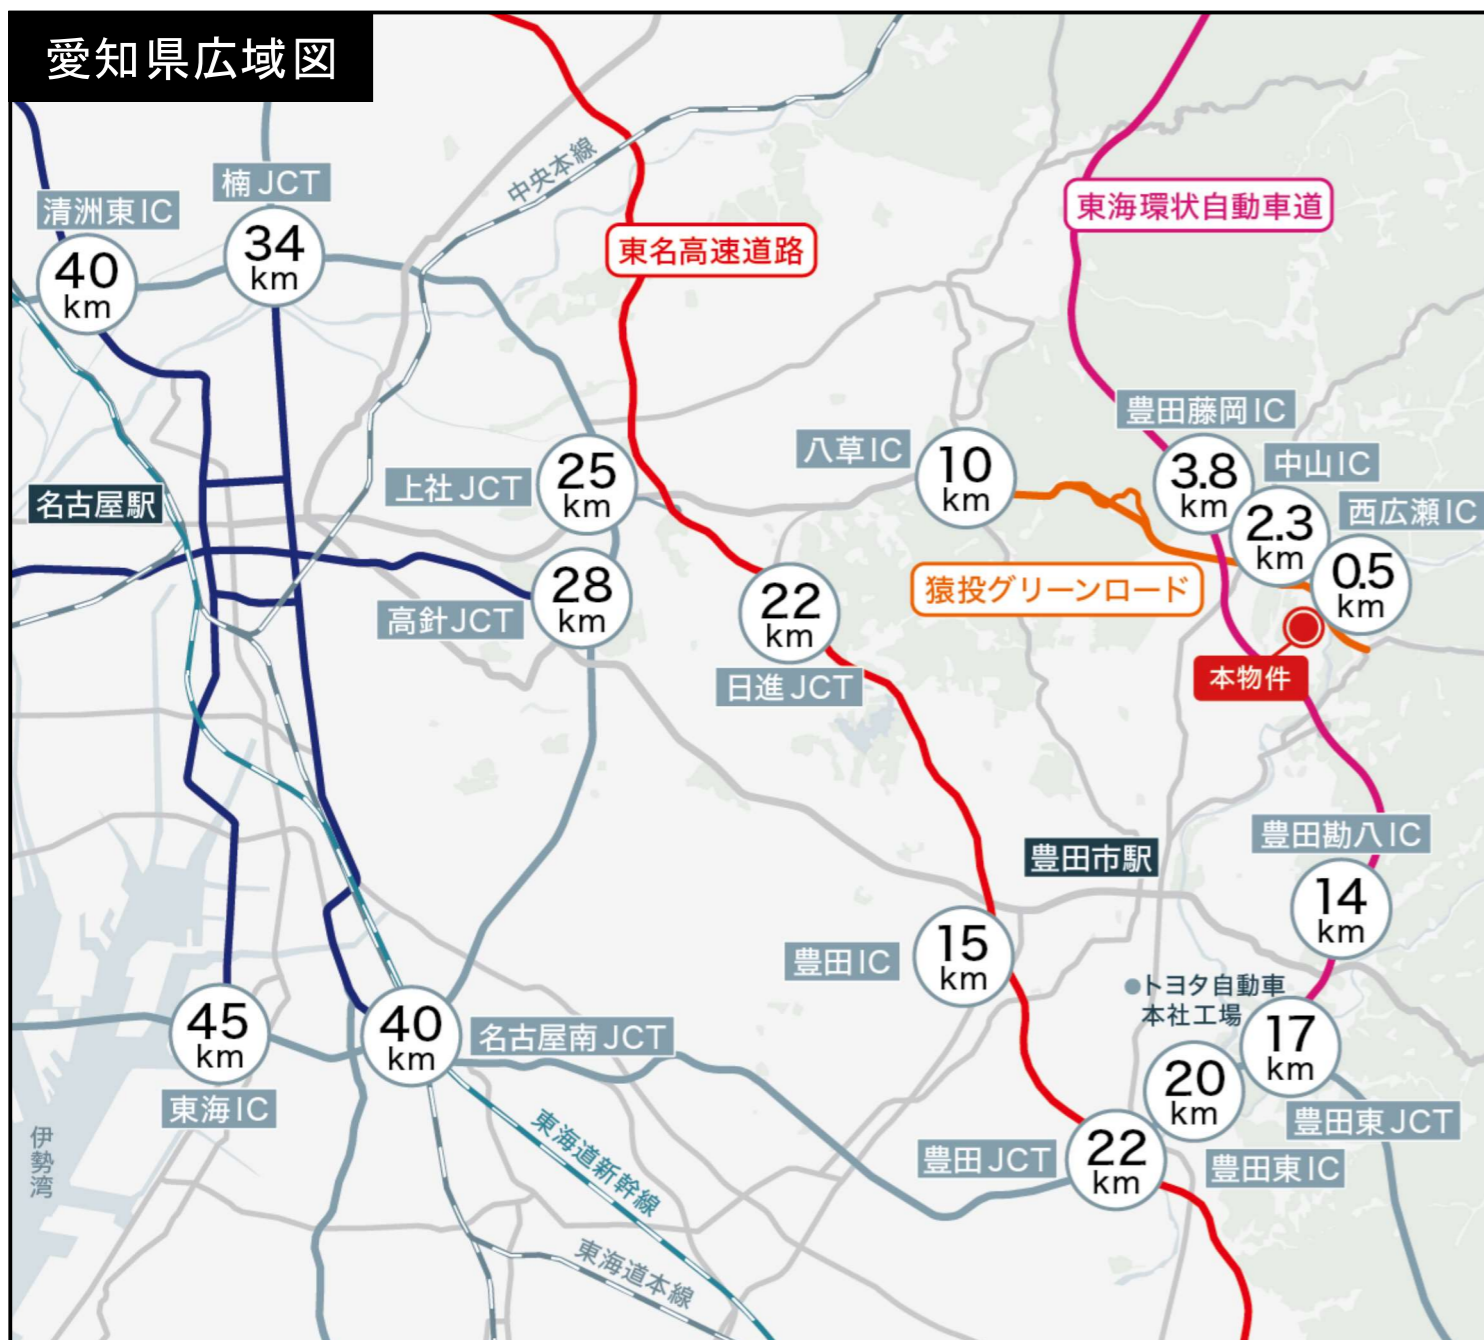 愛知県広域図
楠JCT
清洲東IC
34
km
40
km
中央本線
東海環状自動車道
東名高速道路
豊田藤岡IC
八草IC
中山IC
10
km
3.8
km
上社JCT
25
km
名古屋駅
西広瀬IC
2.3
km
0.5
km
猿投グリーンロード
高針JCT
28
km
22
km
日進JCT
本物件
豊田勘八IC
豊田市駅
14
km
15
km
豊田IC
トヨタ自動車
本社工場
45
km
東海IC
40
km
名古屋南JCT
17
km
20
km
豊田東JCT
豊田JCT
22
km
豊田東IC
伊勢湾
東海道新幹線
東海道本線